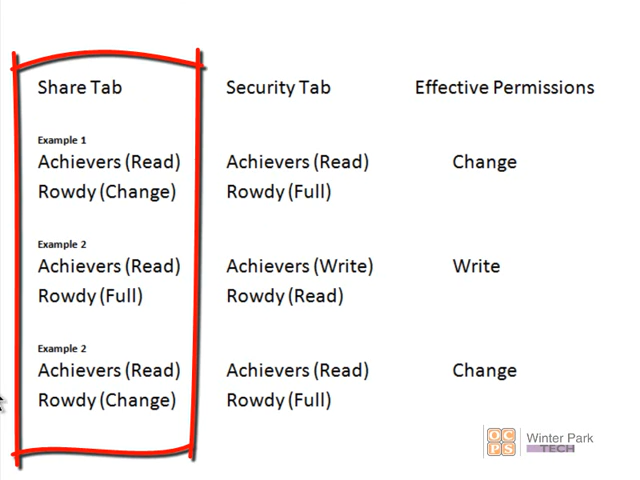 Share Tab Security Tab Effective Permissions
Example 1
Achievers (Read) Achievers (Read) Change
Rowdy (Change) Rowdy (Full)
Example 2
Achievers (Read) Achievers (Write) Write
Rowdy (Full) Rowdy (Read)
Example 2
Achievers (Read) Achievers (Read) Change
Rowdy (Change) Rowdy (Full)
OC
PS
Winter Park
TECH